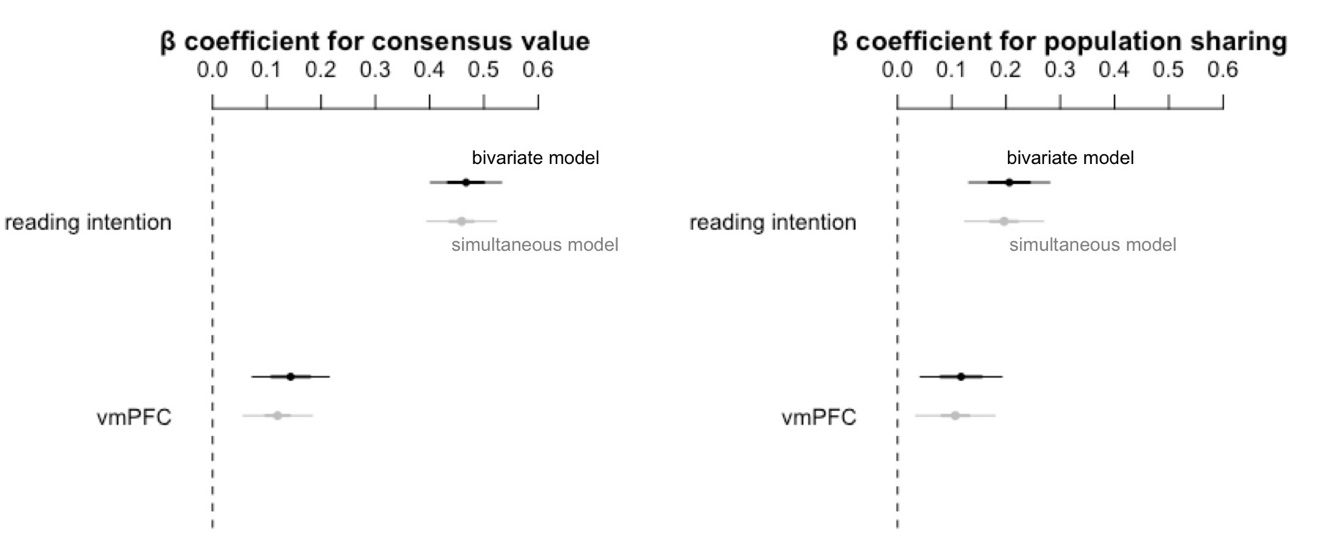 β coefficient for consensus value
0.0 0.1 0.2 0.3 0.4 0.5 0.6
bivariate model
reading intention
simultaneous model
vmPFC
β coefficient for population sharing
0.0 0.1 0.2 0.3 0.4 0.5 0.6
bivariate model
reading intention
simultaneous model
vmPFC